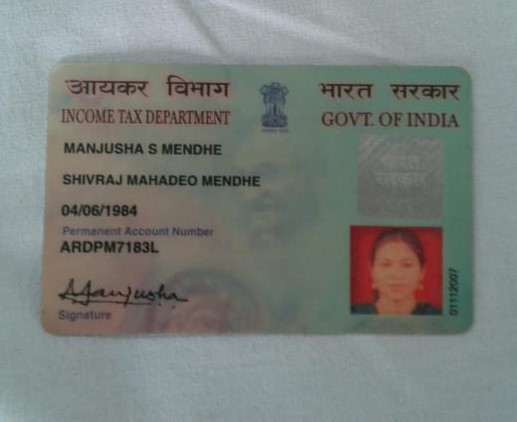 आयकर विभाग
INCOME TAX DEPARTMENT
भारत सरकार
GOVT. OF INDIA
MANJUSHA S MENDHE
SHIVRAJ MAHADEO MENDHE
04/06/1984
Permanent Account Number
ARDPM7183L
Signature
भारत
सरकार
01112007